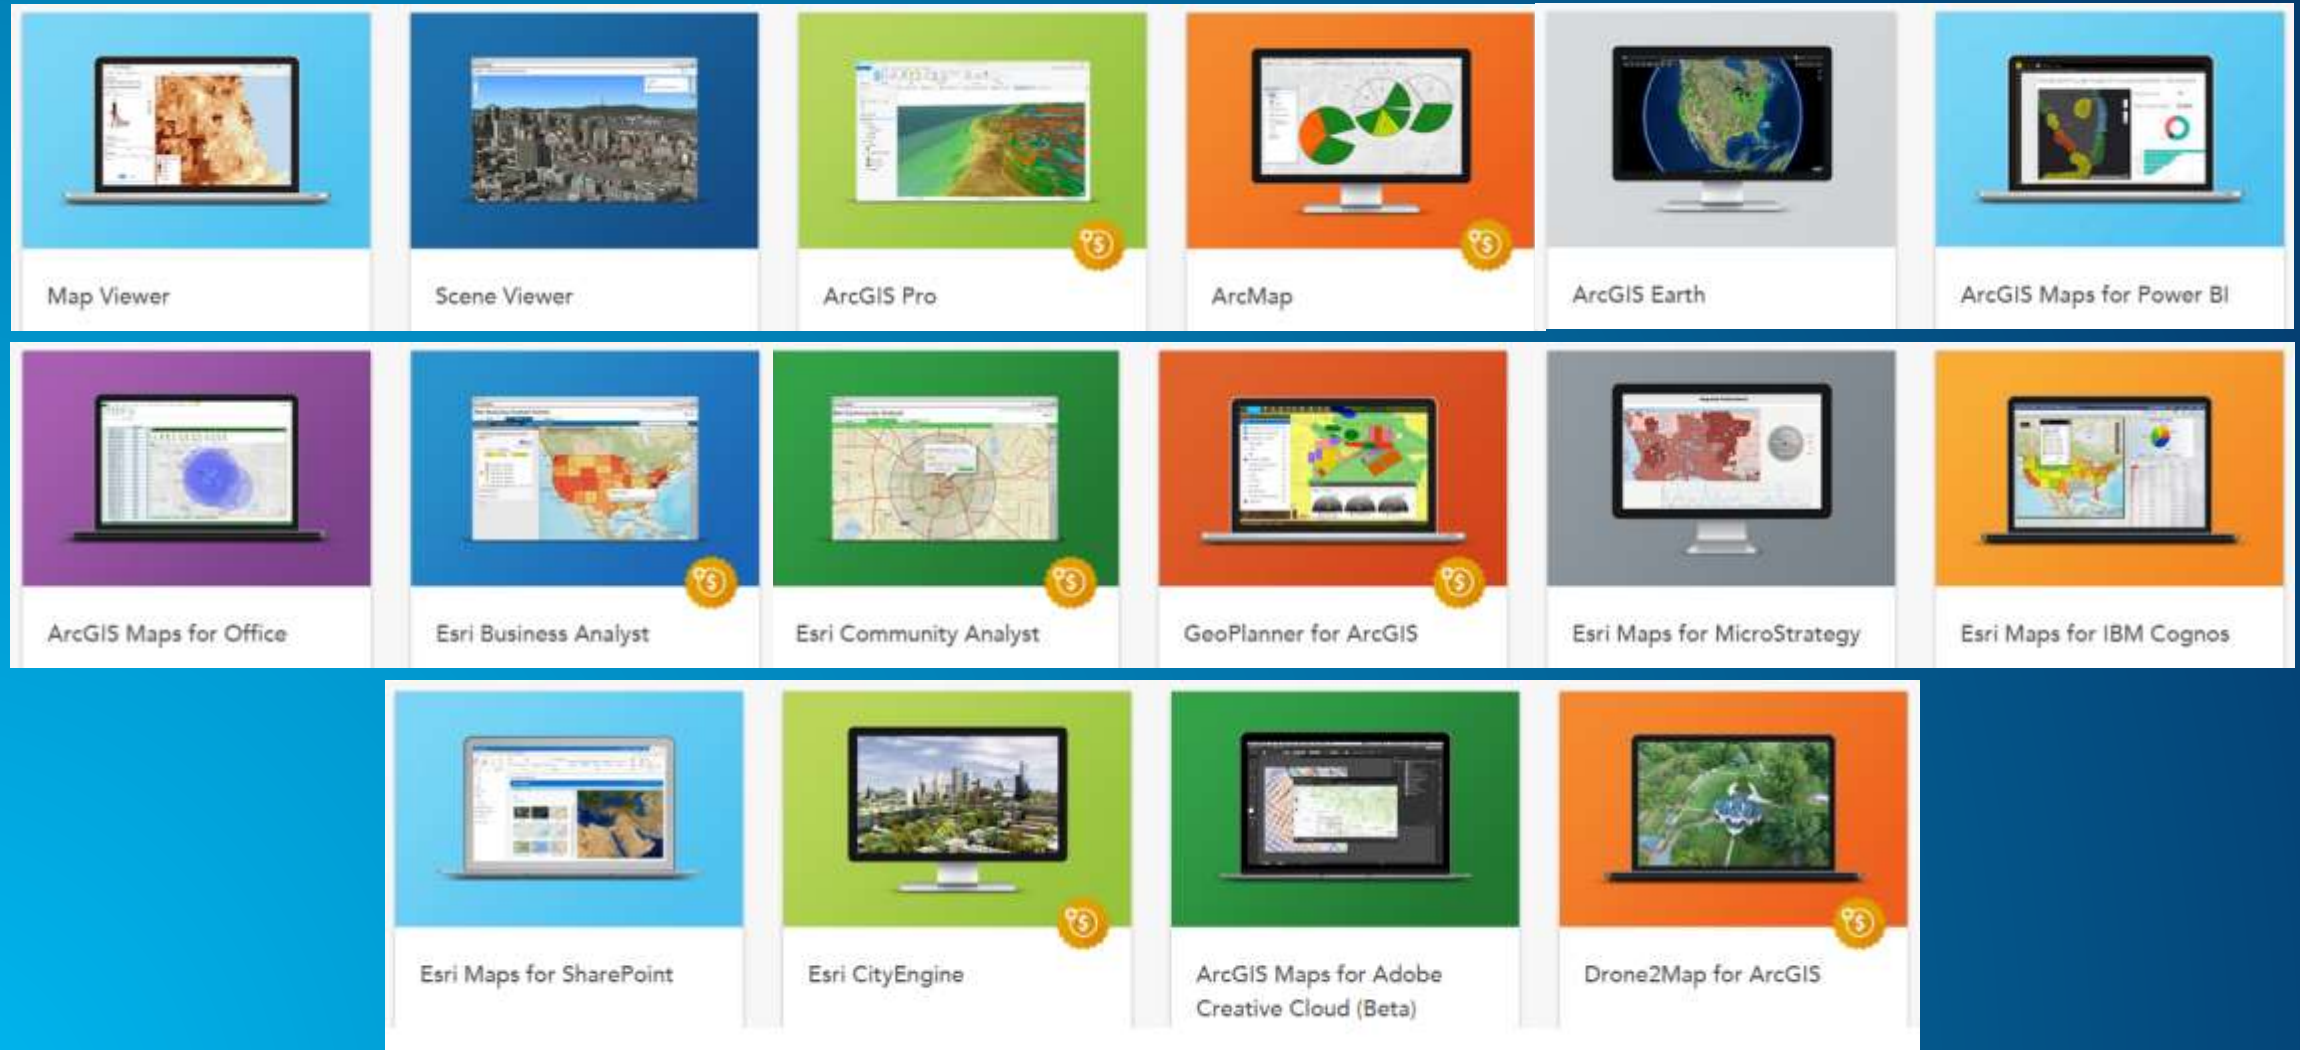 Map Viewer
Scene Viewer
ArcGIS Pro
ArcMap
ArcGIS Earth
ArcGIS Maps for Power BI
ArcGIS Maps for Office
Esri Business Analyst
Esri Community Analyst
GeoPlanner for ArcGIS
Esri Maps for MicroStrategy
Esri Maps for IBM Cognos
Esri Maps for SharePoint
Esri CityEngine
ArcGIS Maps for Adobe
Creative Cloud (Beta)
Drone2Map for ArcGIS